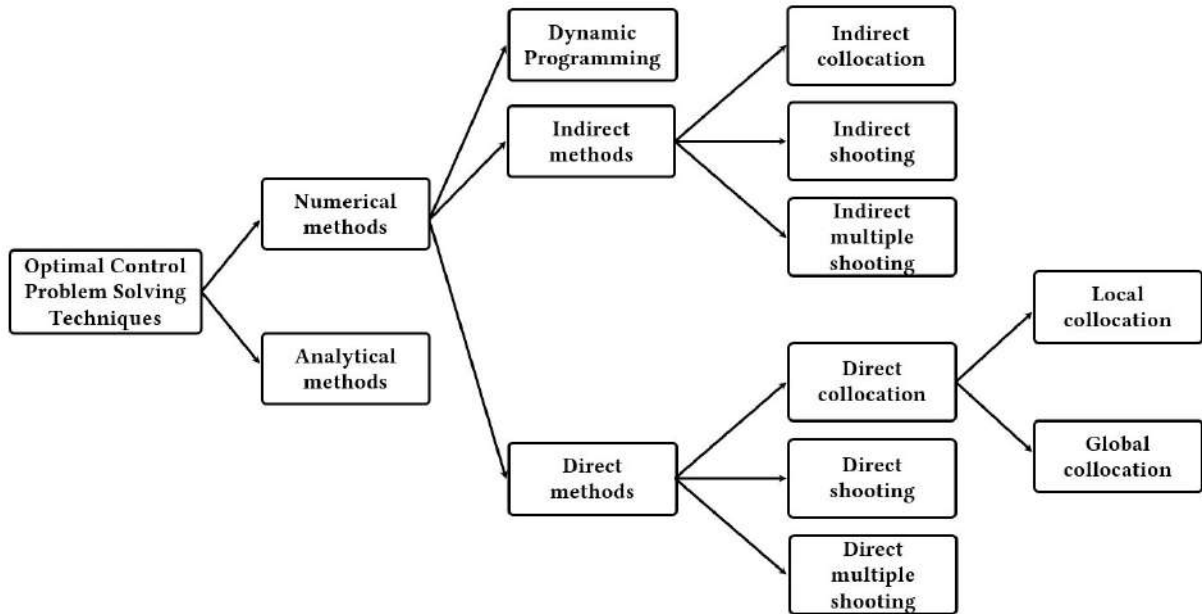 Optimal Control
Problem Solving
Techniques
Numerical
methods
Analytical
methods
Dynamic
Programming
Indirect
methods
Direct
methods
Indirect
collocation
Indirect
shooting
Indirect
multiple
shooting
Direct
collocation
Direct
shooting
Direct
multiple
shooting
Local
collocation
Global
collocation